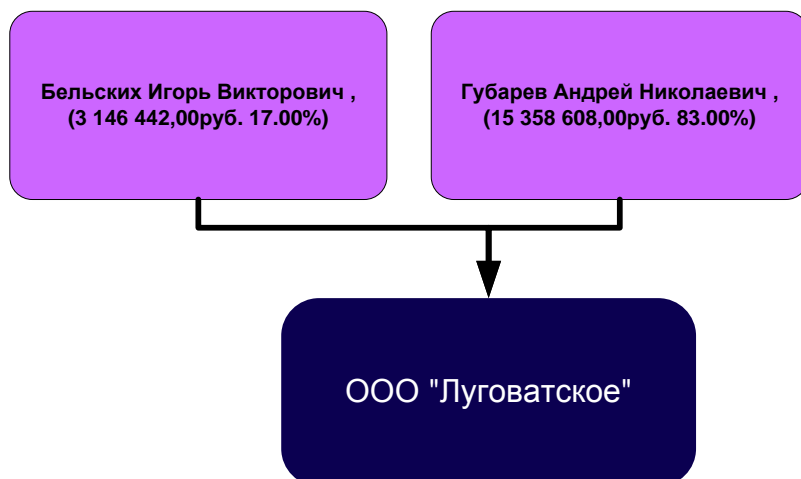 Бельских Игорь Викторович ,
(3 146 442,00руб. 17.00%)
Губарев Андрей Николаевич ,
(15 358 608,00руб. 83.00%)
ООО "Луговатское"